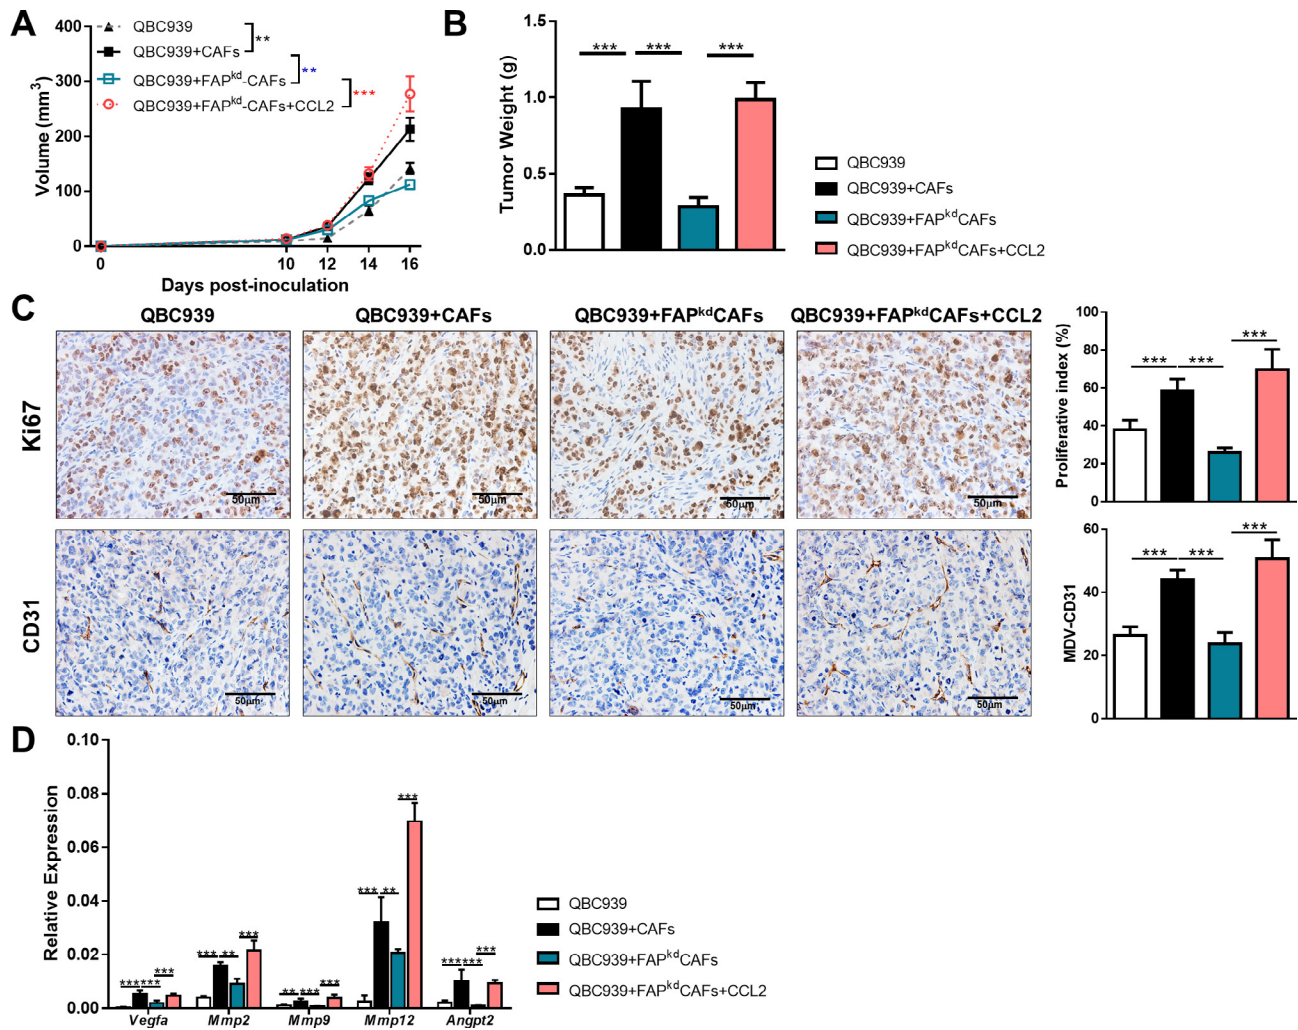 A
400
300
200
100
0
Volume (mm³)
QBC939
QBC939+CAFs
QBC939+FAPᵏᵈ-CAFs
QBC939+FAPᵏᵈ-CAFs+CCL2
**
**
***
0 10 12 14 16
Days post-inoculation
B
1.5
1.0
0.5
0.0
Tumor Weight (g)
*** *** ***
QBC939
QBC939+CAFs
QBC939+FAPᵏᵈCAFs
QBC939+FAPᵏᵈCAFs+CCL2
C
QBC939 QBC939+CAFs QBC939+FAPᵏᵈCAFs QBC939+FAPᵏᵈCAFs+CCL2
Ki67
50μm 50μm 50μm 50μm
Proliferative index (%)
100
80
60
40
20
0
*** *** ***
CD31
50μm 50μm 50μm 50μm
MDV-CD31
60
40
20
0
*** *** ***
D
0.10
0.08
0.06
0.04
0.02
0.00
Relative Expression
*** *** ***
*** ** ***
** *** ***
*** ** ***
*** *** ***
Vegfa Mmp2 Mmp9 Mmp12 Angpt2
QBC939
QBC939+CAFs
QBC939+FAPᵏᵈCAFs
QBC939+FAPᵏᵈCAFs+CCL2